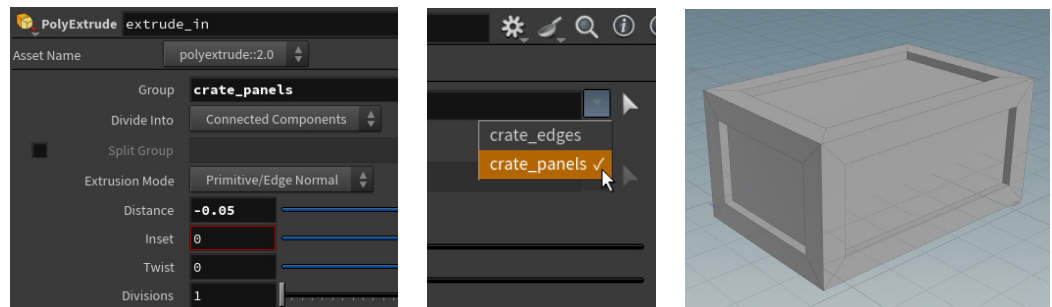 PolyExtrude extrude_in
Asset Name polyextrude::2.0
Group crate_panels
Divide Into Connected Components
Split Group
Extrusion Mode Primitive/Edge Normal
Distance -0.05
Inset 0
Twist 0
Divisions 1
crate_edges
crate_panels ✓